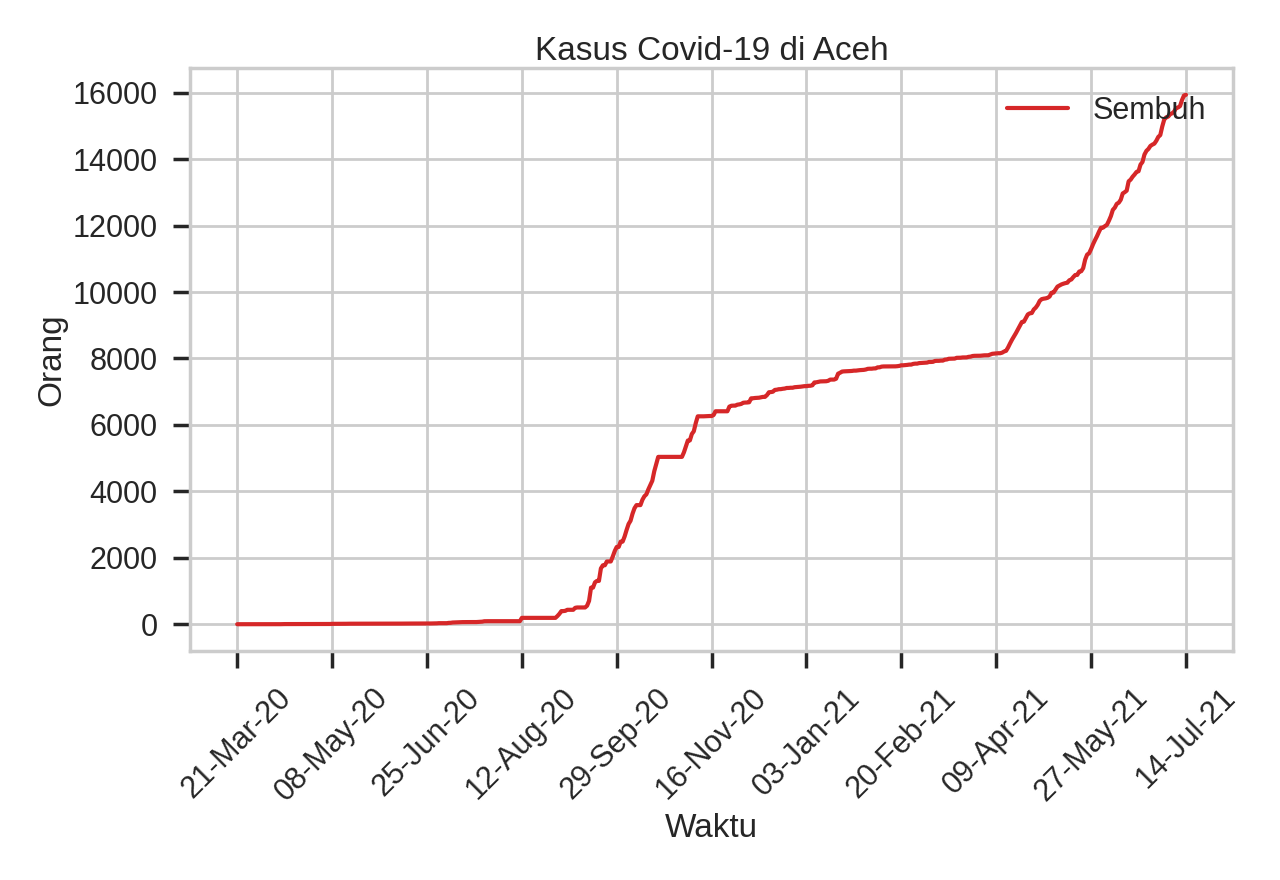 Kasus Covid-19 di Aceh
Sembuh
16000
14000
12000
10000
8000
6000
4000
2000
0
Orang
21-Mar-20
08-May-20
25-Jun-20
12-Aug-20
29-Sep-20
16-Nov-20
03-Jan-21
20-Feb-21
09-Apr-21
27-May-21
14-Jul-21
Waktu